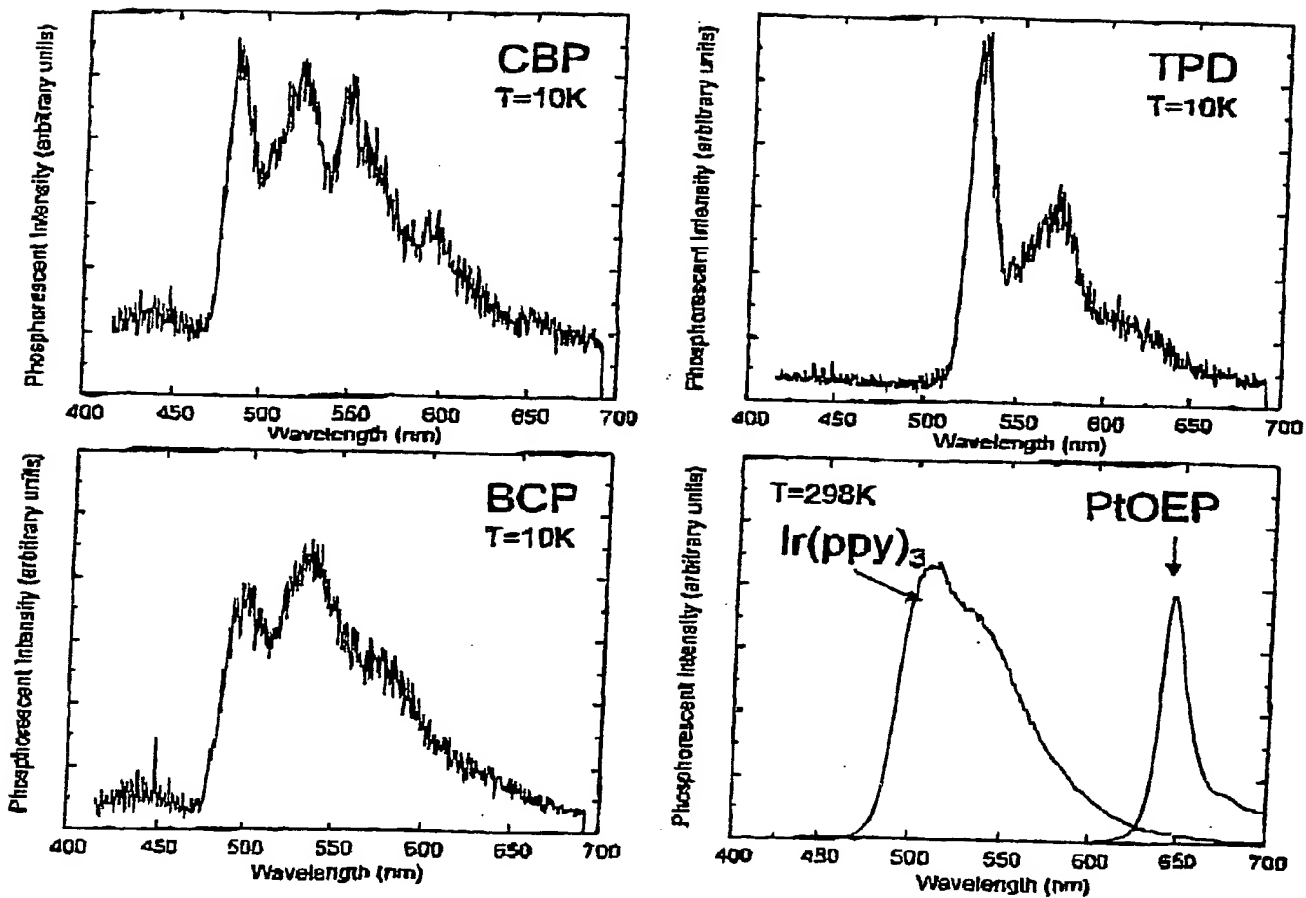 Phosphorescent Intensity (arbitrary units)
CBP
T=10K
400 450 500 550 600 650 700
Wavelength (nm)
Phosphorescent Intensity (arbitrary units)
TPD
T=10K
400 450 500 550 600 650 700
Wavelength (nm)
Phosphorescent Intensity (arbitrary units)
BCP
T=10K
400 450 500 550 600 650 700
Wavelength (nm)
Phosphorescent Intensity (arbitrary units)
T=298K
PtOEP
Ir(ppy)3
400 450 500 550 600 650 700
Wavelength (nm)